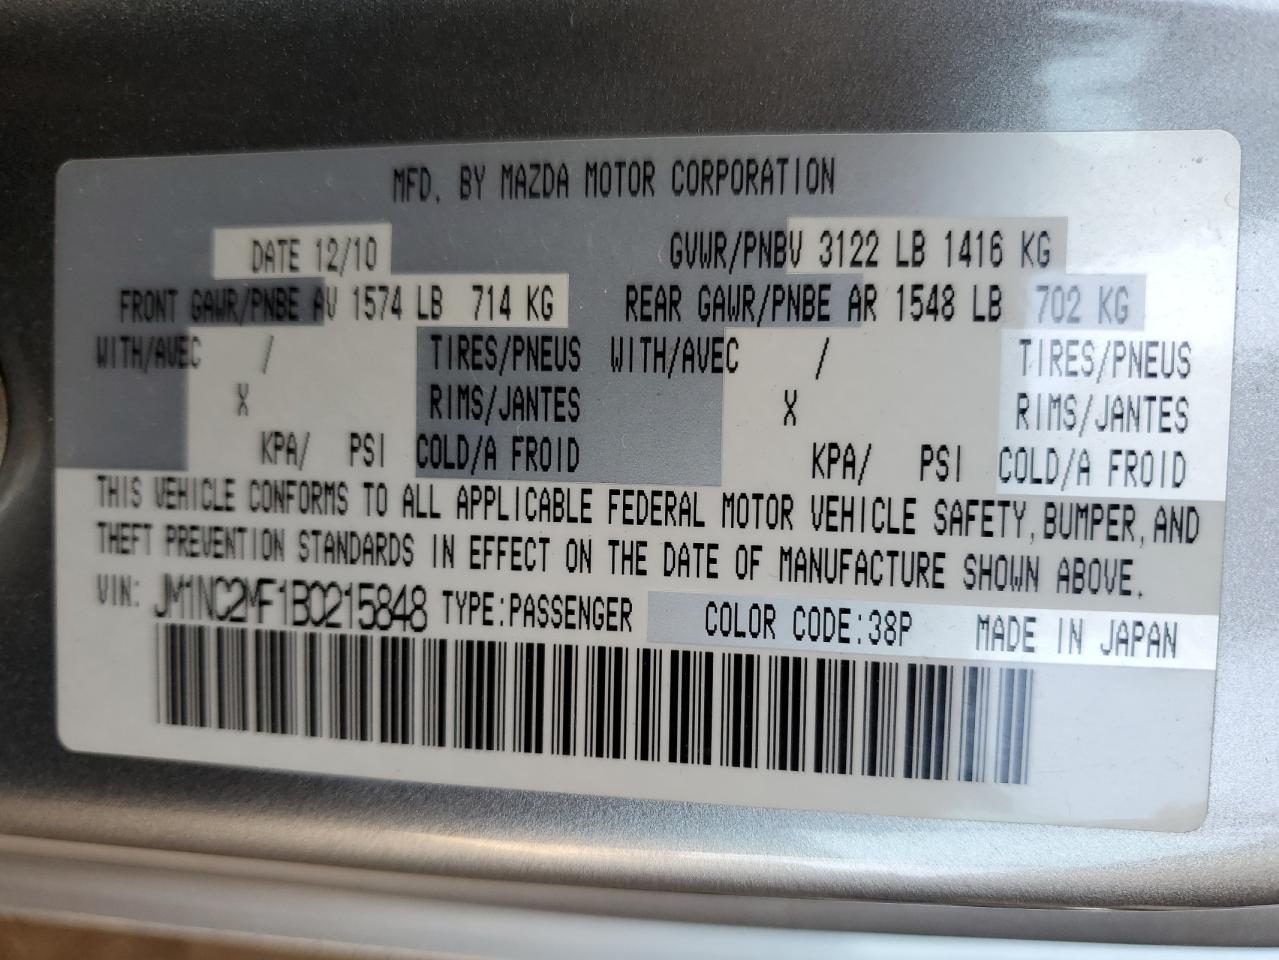 MFD. BY MAZDA MOTOR CORPORATION
DATE 12/10 GVWR/PNBV 3122 LB 1416 KG
FRONT GAWR/PNBE AV 1574 LB 714 KG REAR GAWR/PNBE AR 1548 LB 702 KG
WITH/AVEC / TIRES/PNEUS WITH/AVEC / TIRES/PNEUS
X RIMS/JANTES X RIMS/JANTES
KPA/ PSI COLD/A FROID KPA/ PSI COLD/A FROID
THIS VEHICLE CONFORMS TO ALL APPLICABLE FEDERAL MOTOR VEHICLE SAFETY, BUMPER, AND
THEFT PREVENTION STANDARDS IN EFFECT ON THE DATE OF MANUFACTURE SHOWN ABOVE.
VIN: JM1NC2MF1B0215848 TYPE:PASSENGER COLOR CODE:38P MADE IN JAPAN